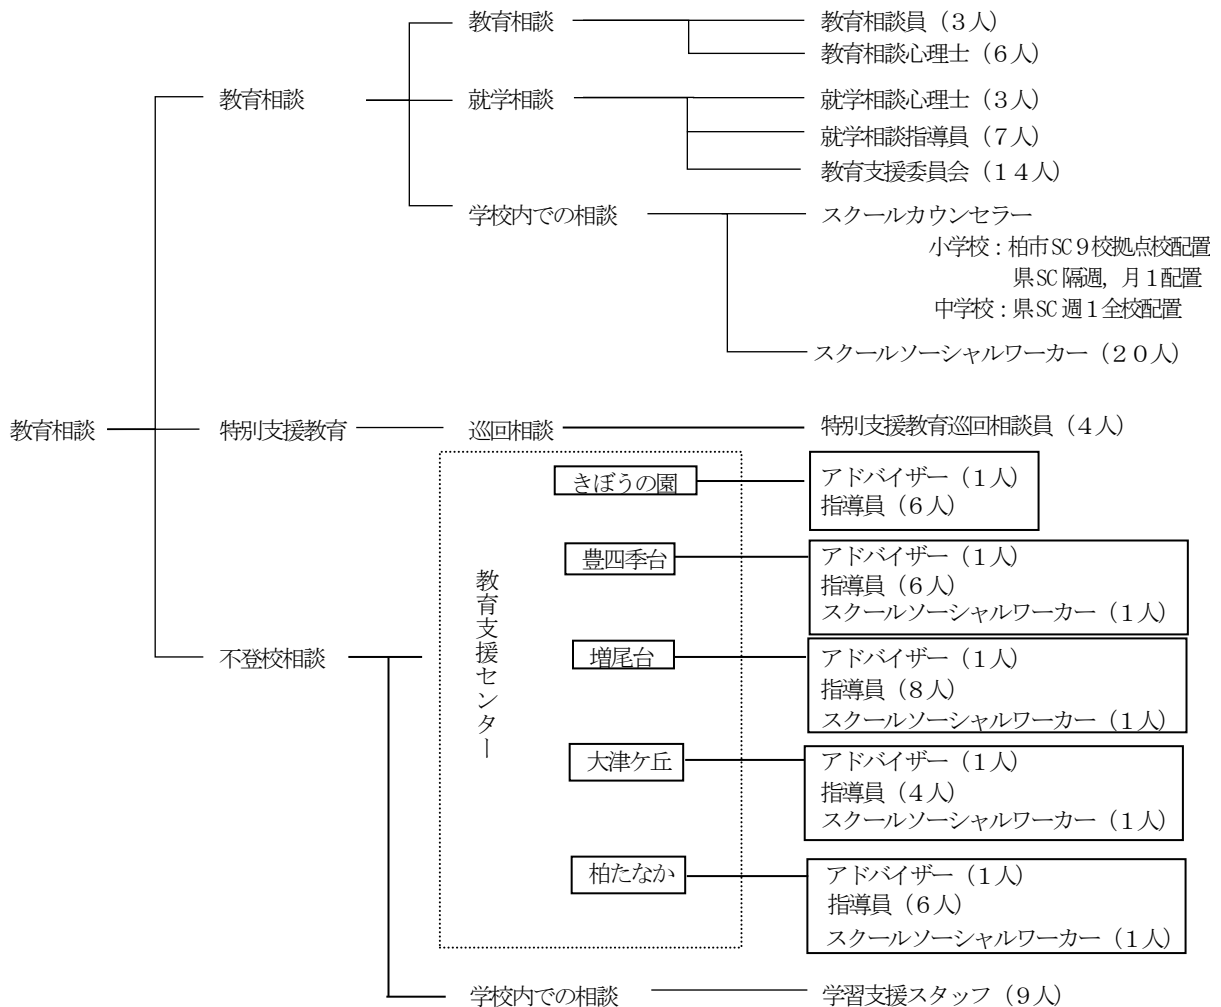 教育相談
教育相談
教育相談
教育相談員（３人）
教育相談心理士（６人）
就学相談
就学相談心理士（３人）
就学相談指導員（７人）
教育支援委員会（１４人）
学校内での相談
スクールカウンセラー
小学校：柏市SC９校拠点校配置
県SC隔週，月１配置
中学校：県SC週１全校配置
スクールソーシャルワーカー（２０人）
特別支援教育
巡回相談
特別支援教育巡回相談員（４人）
不登校相談
教育支援センター
きぼうの園
アドバイザー（１人）
指導員（６人）
豊四季台
アドバイザー（１人）
指導員（６人）
スクールソーシャルワーカー（１人）
増尾台
アドバイザー（１人）
指導員（８人）
スクールソーシャルワーカー（１人）
大津ケ丘
アドバイザー（１人）
指導員（４人）
スクールソーシャルワーカー（１人）
柏たなか
アドバイザー（１人）
指導員（６人）
スクールソーシャルワーカー（１人）
学校内での相談
学習支援スタッフ（９人）